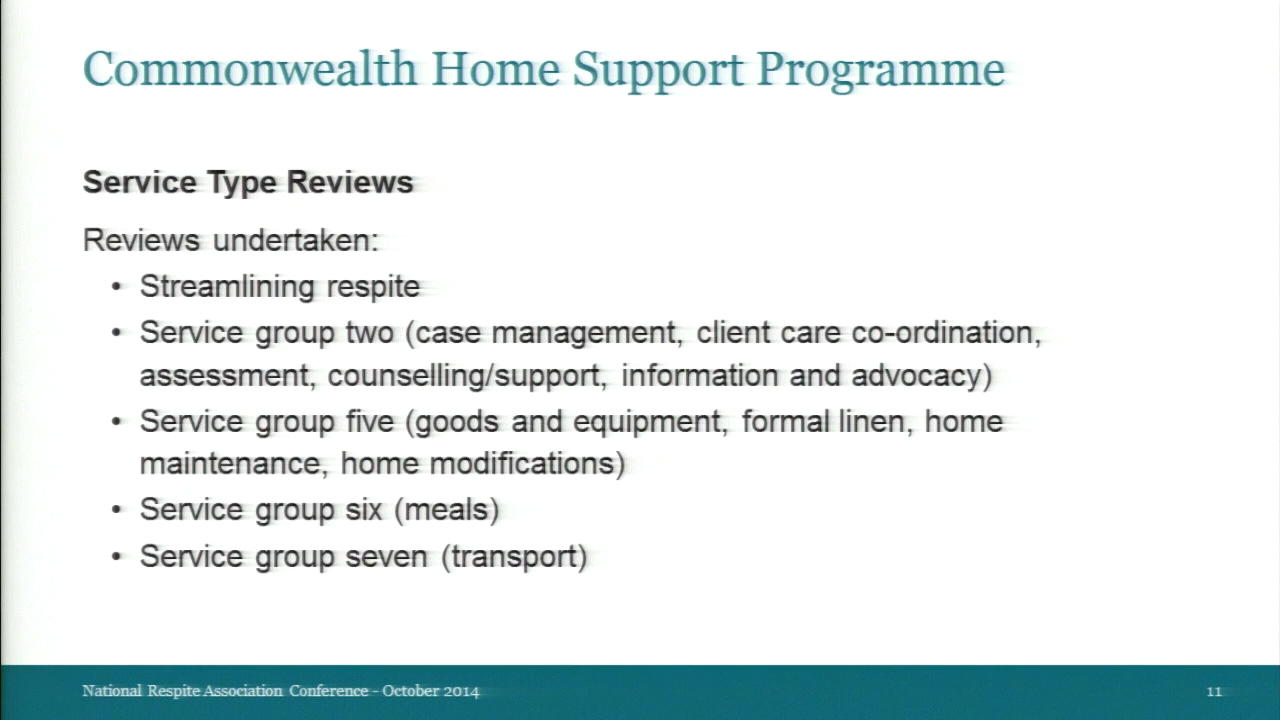 Commonwealth Home Support Programme
Service Type Reviews
Reviews undertaken:
• Streamlining respite
• Service group two (case management, client care co-ordination,
assessment, counselling/support, information and advocacy)
• Service group five (goods and equipment, formal linen, home
maintenance, home modifications)
• Service group six (meals)
• Service group seven (transport)
National Respite Association Conference - October 2014
11